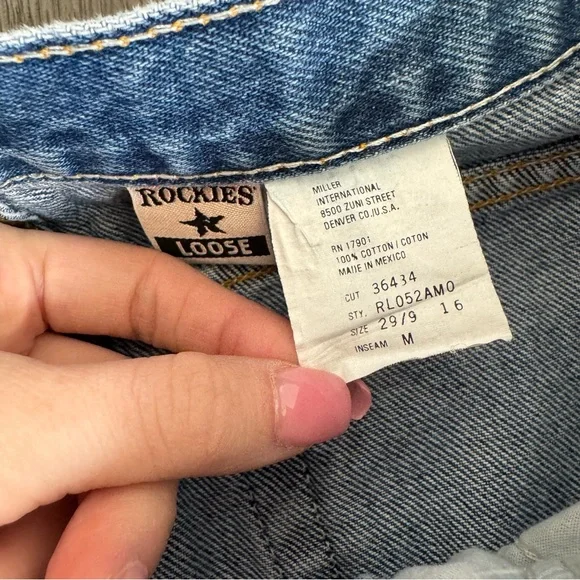 ROCKIES
LOOSE
MILLER
INTERNATIONAL
8500 ZUNI STREET
DENVER CO./U.S.A.
RN 17901
100% COTTON / COTON
MADE IN MEXICO
CUT 36434
STY. RL052AMO
SIZE 29/9 16
INSEAM M